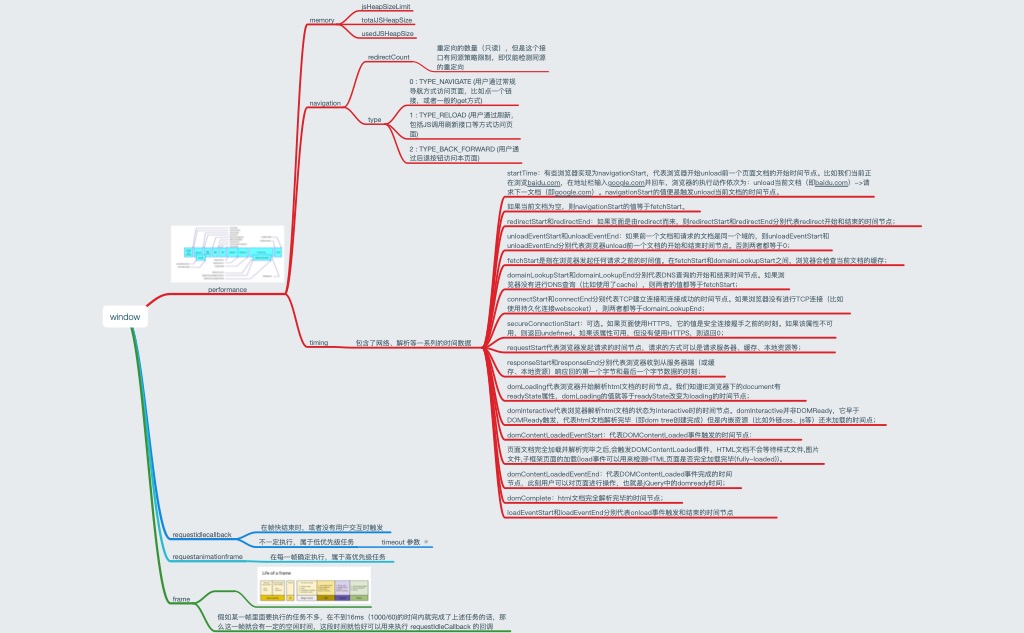 window
performance
memory
jsHeapSizeLimit
totalJSHeapSize
usedJSHeapSize
navigation
redirectCount
重定向的数量（只读），但是这个接
口有同源策略限制，即仅能检测同源
的重定向
type
0 : TYPE_NAVIGATE (用户通过常规
导航方式访问页面，比如点一个链
接，或者一般的get方式)
1 : TYPE_RELOAD (用户通过刷新，
包括JS调用刷新接口等方式访问页
面)
2 : TYPE_BACK_FORWARD (用户通
过后退按钮访问本页面)
timing
包含了网络、解析等一系列的时间数据
startTime：有些浏览器实现为navigationStart，代表浏览器开始unload前一个页面文档的开始时间节点。比如我们当前正
在浏览baidu.com，在地址栏输入google.com并回车，浏览器的执行动作依次为：unload当前文档（即baidu.com）->请
求下一文档（即google.com）。navigationStart的值便是触发unload当前文档的时间节点。
如果当前文档为空，则navigationStart的值等于fetchStart。
redirectStart和redirectEnd：如果页面是由redirect而来，则redirectStart和redirectEnd分别代表redirect开始和结束的时间节点；
unloadEventStart和unloadEventEnd：如果前一个文档和请求的文档是同一个域的，则unloadEventStart和
unloadEventEnd分别代表浏览器unload前一个文档的开始和结束时间节点。否则两者都等于0；
fetchStart是指在浏览器发起任何请求之前的时间值。在fetchStart和domainLookupStart之间，浏览器会检查当前文档的缓存；
domainLookupStart和domainLookupEnd分别代表DNS查询的开始和结束时间节点。如果浏
览器没有进行DNS查询（比如使用了cache），则两者的值都等于fetchStart；
connectStart和connectEnd分别代表TCP建立连接和连接成功的时间节点。如果浏览器没有进行TCP连接（比如
使用持久化连接webscoket），则两者都等于domainLookupEnd；
secureConnectionStart：可选。如果页面使用HTTPS，它的值是安全连接握手之前的时刻。如果该属性不可
用，则返回undefined。如果该属性可用，但没有使用HTTPS，则返回0；
requestStart代表浏览器发起请求的时间节点，请求的方式可以是请求服务器、缓存、本地资源等；
responseStart和responseEnd分别代表浏览器收到从服务器端（或缓
存、本地资源）响应回的第一个字节和最后一个字节数据的时刻；
domLoading代表浏览器开始解析html文档的时间节点。我们知道IE浏览器下的document有
readyState属性，domLoading的值就等于readyState改变为loading的时间节点；
domInteractive代表浏览器解析html文档的状态为interactive时的时间节点。domInteractive并非DOMReady，它早于
DOMReady触发，代表html文档解析完毕（即dom tree创建完成）但是内嵌资源（比如外链css、js等）还未加载的时间点；
domContentLoadedEventStart：代表DOMContentLoaded事件触发的时间节点：
页面文档完全加载并解析完毕之后,会触发DOMContentLoaded事件，HTML文档不会等待样式文件,图片
文件,子框架页面的加载(load事件可以用来检测HTML页面是否完全加载完毕(fully-loaded))。
domContentLoadedEventEnd：代表DOMContentLoaded事件完成的时间
节点，此刻用户可以对页面进行操作，也就是jQuery中的domready时间；
domComplete：html文档完全解析完毕的时间节点；
loadEventStart和loadEventEnd分别代表onload事件触发和结束的时间节点
requestIdlecallback
在帧快结束时，或者没有用户交互时触发
不一定执行，属于低优先级任务
timeout 参数
requestanimationframe
在每一帧确定执行，属于高优先级任务
frame
Life of a frame
假如某一帧里面要执行的任务不多，在不到16ms（1000/60)的时间内就完成了上述任务的话，那
么这一帧就会有一定的空闲时间，这段时间就恰好可以用来执行 requestIdleCallback 的回调